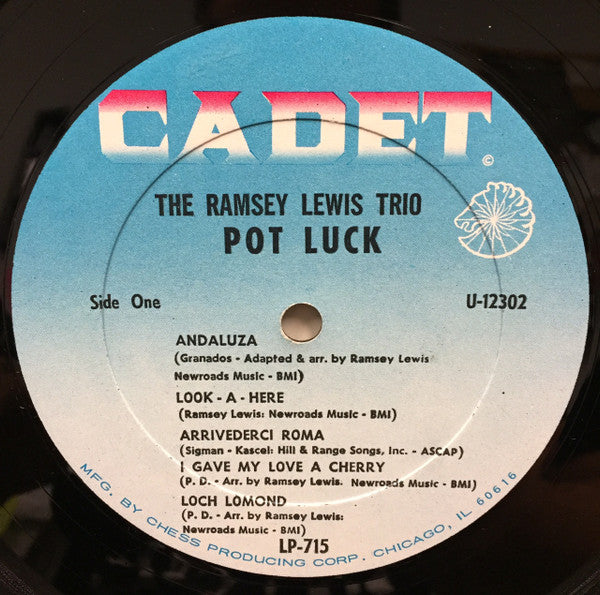 CADET
©
THE RAMSEY LEWIS TRIO
POT LUCK
Side One
U-12302
ANDALUZA
(Granados - Adapted & arr. by Ramsey Lewis
Newroads Music - BMI)
LOOK - A - HERE
(Ramsey Lewis: Newroads Music - BMI)
ARRIVEDERCI ROMA
(Sigman - Kascel: Hill & Range Songs, Inc. - ASCAP)
I GAVE MY LOVE A CHERRY
(P. D. - Arr. by Ramsey Lewis. Newroads Music - BMI)
LOCH LOMOND
(P. D. - Arr. by Ramsey Lewis:
Newroads Music - BMI)
LP-715
MFG. BY CHESS PRODUCING CORP. CHICAGO, IL 60616